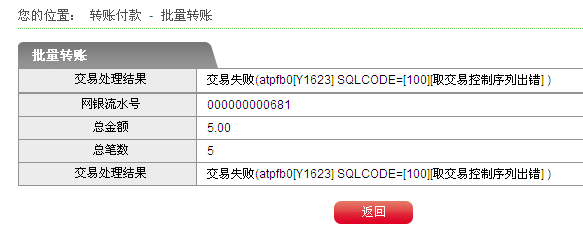 您的位置： 转账付款 - 批量转账
批量转账
交易处理结果 交易失败(atpfb0[Y1623] SQLCODE=[100][取交易控制序列出错] )
网银流水号 000000000681
总金额 5.00
总笔数 5
交易处理结果 交易失败(atpfb0[Y1623] SQLCODE=[100][取交易控制序列出错] )
返回